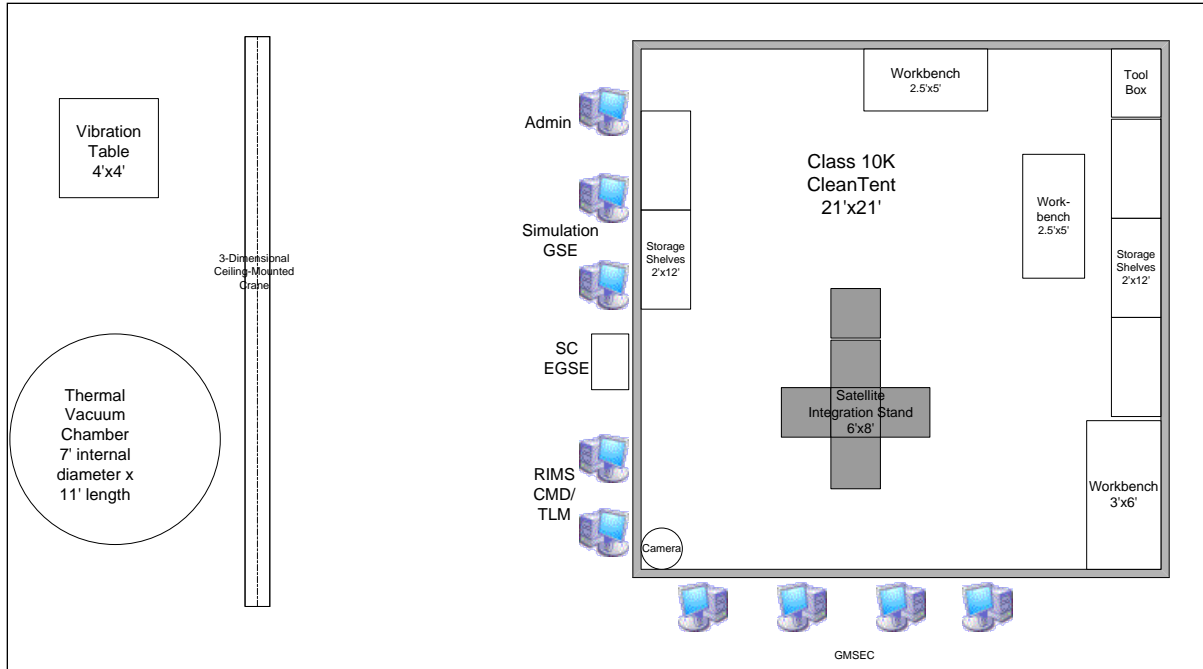 Vibration
Table
4'x4'
3-Dimensional
Ceiling-Mounted
Crane
Thermal
Vacuum
Chamber
7' internal
diameter x
11' length
Admin
Simulation
GSE
SC
EGSE
RIMS
CMD/
TLM
Workbench
2.5'x5'
Tool
Box
Class 10K
CleanTent
21'x21'
Work-
bench
2.5'x5'
Storage
Shelves
2'x12'
Storage
Shelves
2'x12'
Satellite
Integration Stand
6'x8'
Workbench
3'x6'
Camera
GMSEC